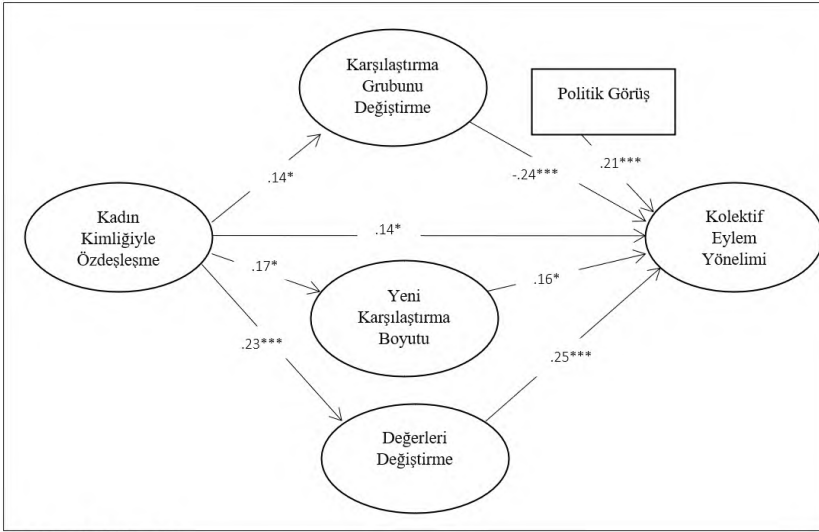 Karşılaştırma
Grubunu
Değiştirme
Politik Görüş
.14*
-.24***
.21***
Kadın
Kimliğiyle
Özdeşleşme
.14*
Kolektif
Eylem
Yönelimi
.17*
Yeni
Karşılaştırma
Boyutu
.16*
.23***
.25***
Değerleri
Değiştirme